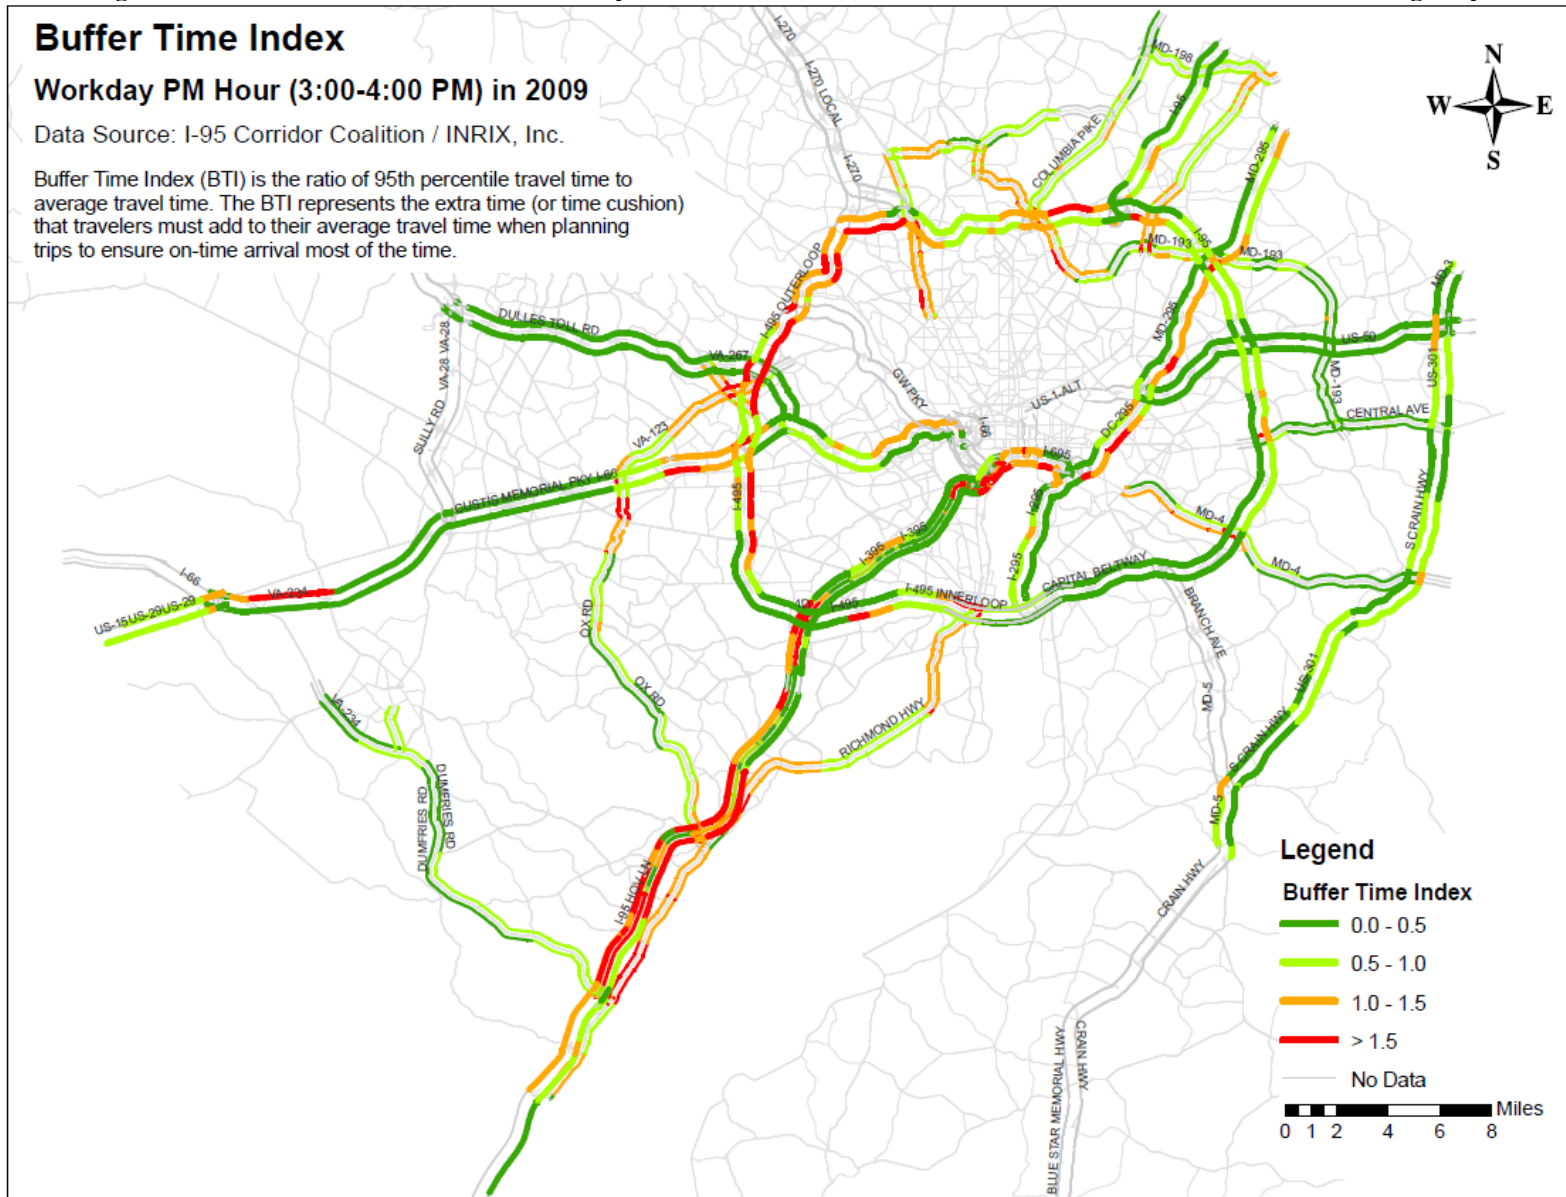 Buffer Time Index
Workday PM Hour (3:00-4:00 PM) in 2009
Data Source: I-95 Corridor Coalition / INRIX, Inc.
Buffer Time Index (BTI) is the ratio of 95th percentile travel time to
average travel time. The BTI represents the extra time (or time cushion)
that travelers must add to their average travel time when planning
trips to ensure on-time arrival most of the time.
N
W
E
S
I-270
I-270 LOCAL
I-270
MD-198
I-95
COLUMBIA PIKE
MD-295
MD-193
I-95
MD-193
MD-3
I-495 OUTERLOOP
DULLES TOLL RD
VA-267
VA-28
VA-28
MD-295
US-50
US-301
MD-193
GW PKY
US-1-ALT
CENTRAL AVE
SULLY RD
VA-123
I-66
DC-295
I-695
CUSTIS MEMORIAL PKY I-66
I-495
I-295
S CRAIN HWY
I-395
I-395
MD-4
I-295
CAPITAL BELTWAY
MD-4
I-66
VA-234
US-15US-29US-29
I-495
I-495 INNERLOOP
OX RD
BRANCH AVE
OX RD
US-301
VA-234
MD-5
RICHMOND HWY
S CRAIN HWY
DUMFRIES RD
DUMFRIES RD
MD-5
I-95 HOV LN
CRAIN HWY
BLUE STAR MEMORIAL HWY
CRAIN HWY
Legend
Buffer Time Index
0.0 - 0.5
0.5 - 1.0
1.0 - 1.5
> 1.5
No Data
Miles
0 1 2 4 6 8